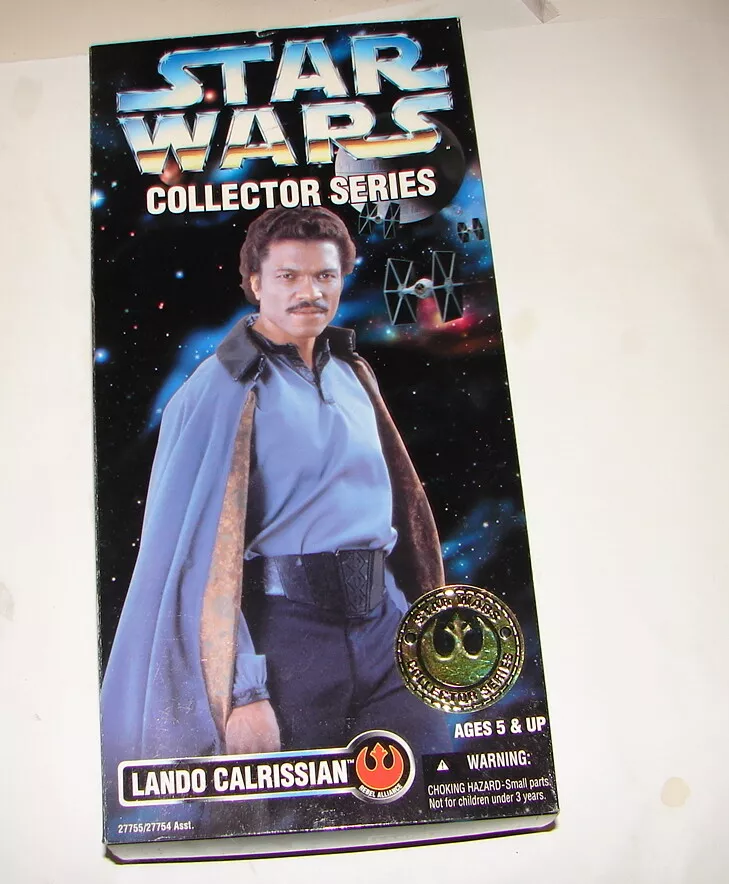 STAR
WARS
COLLECTOR SERIES
STAR WARS
COLLECTOR SERIES
AGES 5 & UP
LANDO CALRISSIAN™
REBEL ALLIANCE
WARNING:
CHOKING HAZARD-Small parts.
Not for children under 3 years.
27755/27754 Asst.